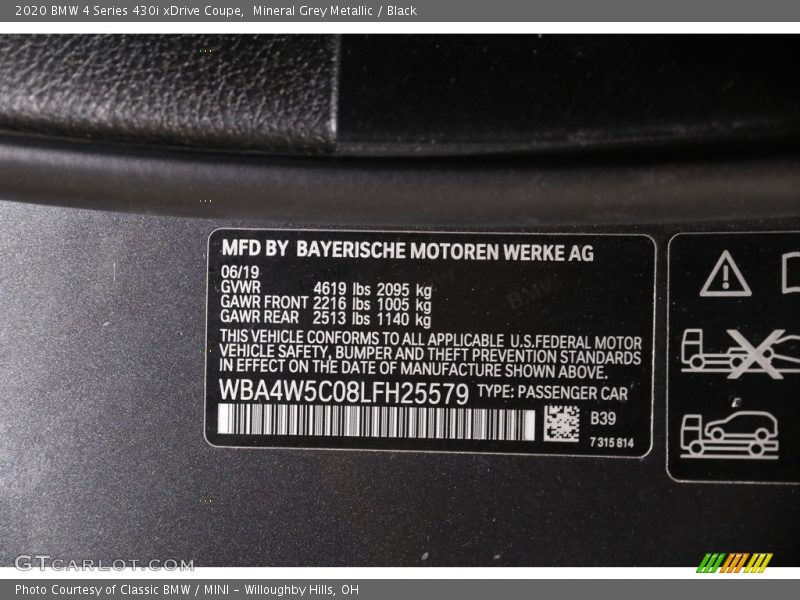 2020 BMW 4 Series 430i xDrive Coupe,  Mineral Grey Metallic / Black
MFD BY BAYERISCHE MOTOREN WERKE AG
06/19
GVWR 4619 lbs 2095 kg
GAWR FRONT 2216 lbs 1005 kg
GAWR REAR 2513 lbs 1140 kg
THIS VEHICLE CONFORMS TO ALL APPLICABLE U.S.FEDERAL MOTOR
VEHICLE SAFETY, BUMPER AND THEFT PREVENTION STANDARDS
IN EFFECT ON THE DATE OF MANUFACTURE SHOWN ABOVE.
WBA4W5C08LFH25579 TYPE: PASSENGER CAR
B39
7 315 814
GTcarlot.com
Photo Courtesy of Classic BMW / MINI - Willoughby Hills, OH